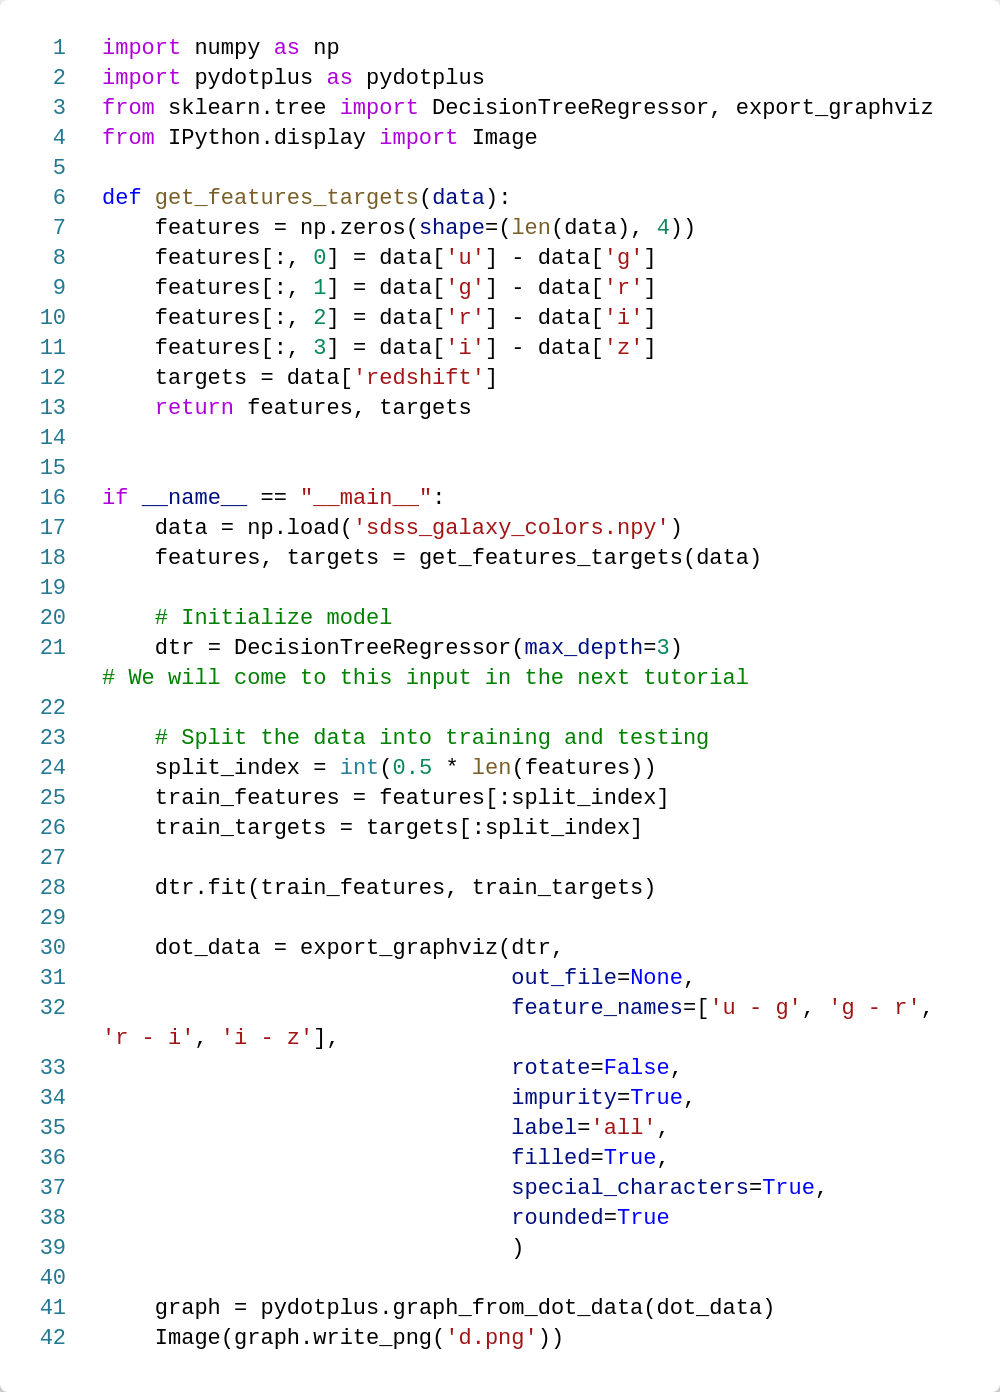 1 import numpy as np
2 import pydotplus as pydotplus
3 from sklearn.tree import DecisionTreeRegressor, export_graphviz
4 from IPython.display import Image
5
6 def get_features_targets(data):
7     features = np.zeros(shape=(len(data), 4))
8     features[:, 0] = data['u'] - data['g']
9     features[:, 1] = data['g'] - data['r']
10     features[:, 2] = data['r'] - data['i']
11     features[:, 3] = data['i'] - data['z']
12     targets = data['redshift']
13     return features, targets
14
15
16 if __name__ == "__main__":
17     data = np.load('sdss_galaxy_colors.npy')
18     features, targets = get_features_targets(data)
19
20     # Initialize model
21     dtr = DecisionTreeRegressor(max_depth=3)
# We will come to this input in the next tutorial
22
23     # Split the data into training and testing
24     split_index = int(0.5 * len(features))
25     train_features = features[:split_index]
26     train_targets = targets[:split_index]
27
28     dtr.fit(train_features, train_targets)
29
30     dot_data = export_graphviz(dtr,
31                                out_file=None,
32                                feature_names=['u - g', 'g - r',
'r - i', 'i - z'],
33                                rotate=False,
34                                impurity=True,
35                                label='all',
36                                filled=True,
37                                special_characters=True,
38                                rounded=True
39                                )
40
41     graph = pydotplus.graph_from_dot_data(dot_data)
42     Image(graph.write_png('d.png'))